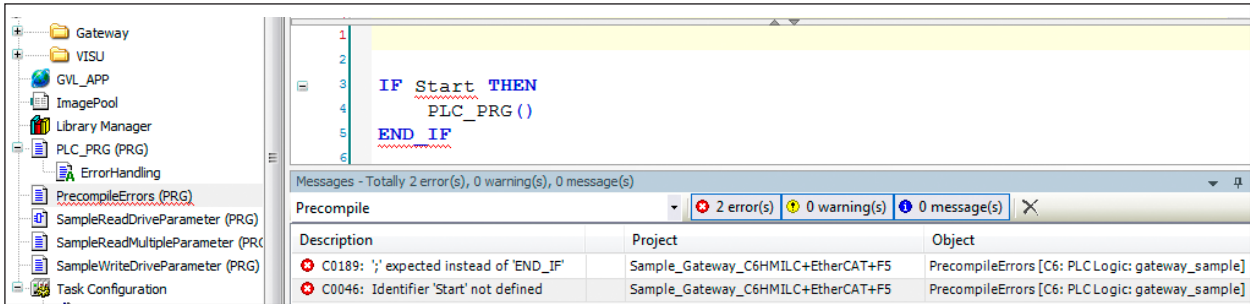 Gateway
VISU
GVL_APP
ImagePool
Library Manager
PLC_PRG (PRG)
ErrorHandling
PrecompileErrors (PRG)
SampleReadDriveParameter (PRG)
SampleReadMultipleParameter (PRG
SampleWriteDriveParameter (PRG)
Task Configuration
1
2
3 IF Start THEN
4 PLC_PRG()
5 END_IF
6
Messages - Totally 2 error(s), 0 warning(s), 0 message(s)
Precompile 2 error(s) 0 warning(s) 0 message(s)
Description Project Object
C0189: ';' expected instead of 'END_IF' Sample_Gateway_C6HMILC+EtherCAT+F5 PrecompileErrors [C6: PLC Logic: gateway_sample]
C0046: Identifier 'Start' not defined Sample_Gateway_C6HMILC+EtherCAT+F5 PrecompileErrors [C6: PLC Logic: gateway_sample]